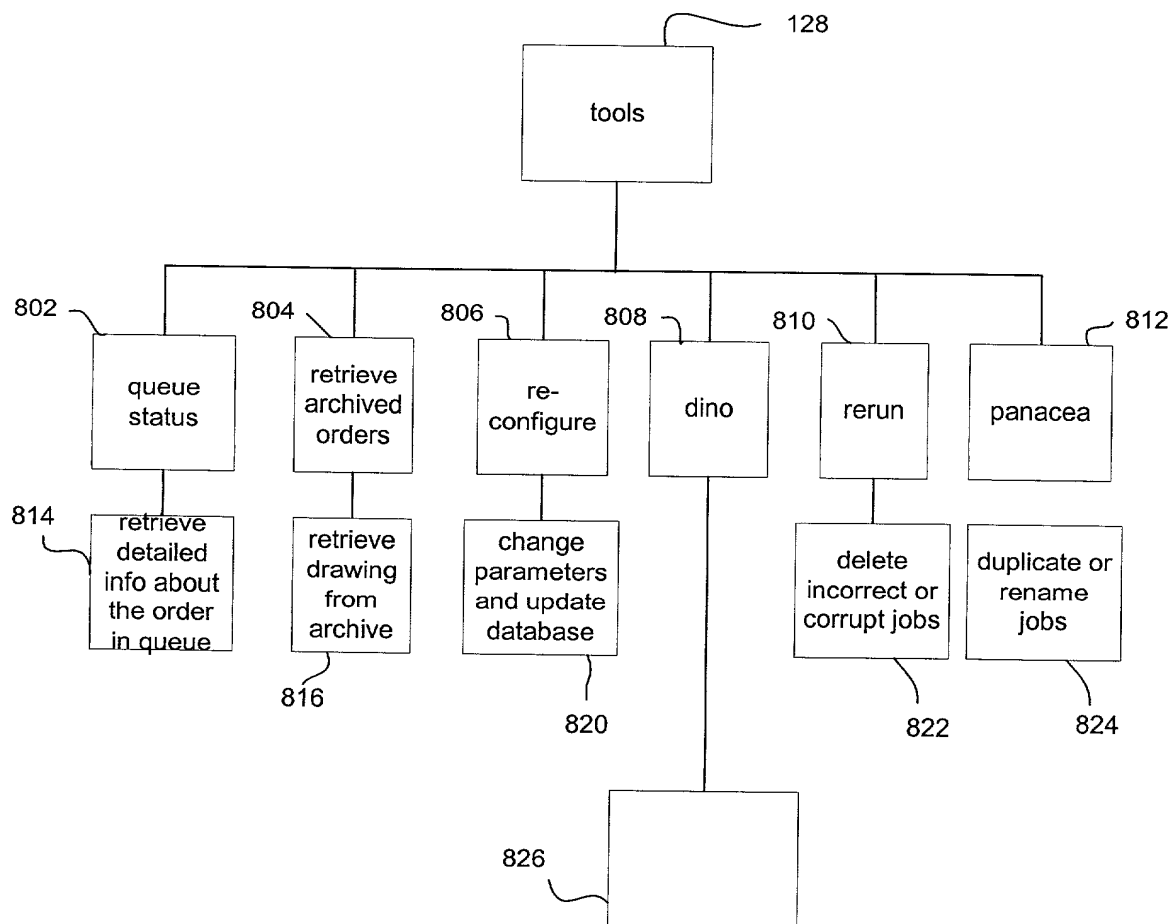 128
tools
802
804
806
808
810
812
queue
status
retrieve
archived
orders
re-
configure
dino
rerun
panacea
814
retrieve
detailed
info about
the order
in queue
retrieve
drawing
from
archive
change
parameters
and update
database
delete
incorrect or
corrupt jobs
duplicate or
rename
jobs
816
820
822
824
826